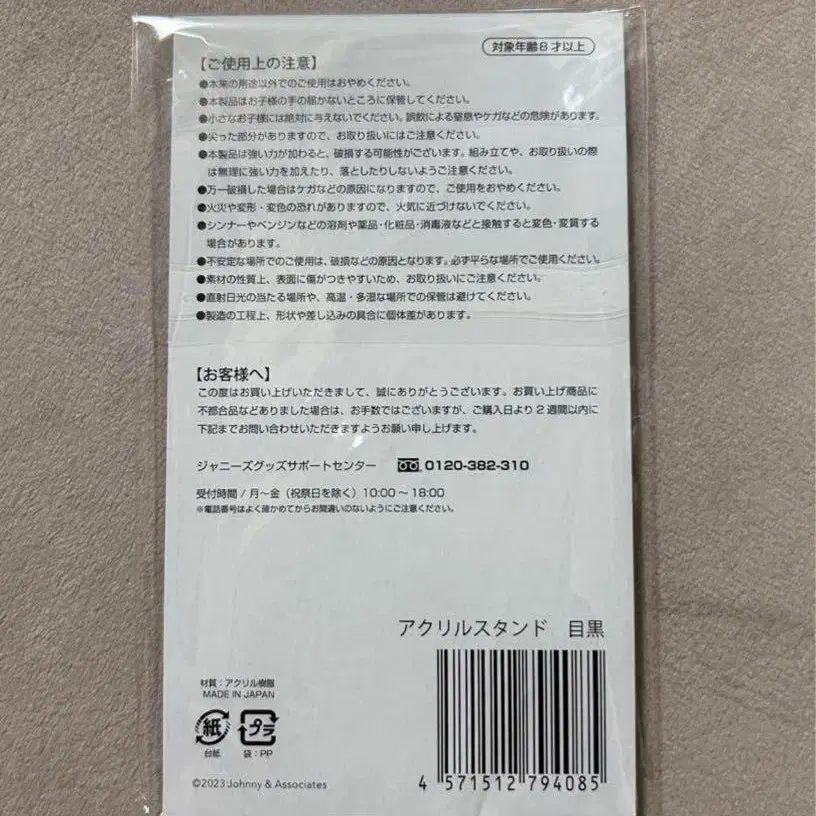 対象年齢8才以上
【ご使用上の注意】
●本来の用途以外でのご使用はおやめください。
●本製品はお子様の手の届かないところに保管してください。
●小さなお子様には絶対に与えないでください。誤飲による窒息やケガなどの危険があります。
●尖った部分がありますので、お取り扱いにはご注意ください。
●本製品は強い力が加わると、破損する可能性がございます。組み立てや、お取り扱いの際
は無理に強い力を加えたり、落としたりしないようご注意ください。
●万一破損した場合はケガなどの原因になりますので、ご使用をおやめください。
●火災や変形・変色の恐れがありますので、火気に近づけないでください。
●シンナーやベンジンなどの溶剤や薬品・化粧品・消毒液などと接触すると変色・変質する
場合があります。
●不安定な場所でのご使用は、破損などの原因となります。必ず平らな場所でご使用ください。
●素材の性質上、表面に傷がつきやすいため、お取り扱いにご注意ください。
●直射日光の当たる場所や、高温・多湿な場所での保管は避けてください。
●製造の工程上、形状や差し込みの具合に個体差があります。
【お客様へ】
この度はお買い上げいただきまして、誠にありがとうございます。お買い上げ商品に
不都合品などありました場合は、お手数ではございますが、ご購入日より2週間以内に
下記までお問い合わせいただきますようお願い申し上げます。
ジャニーズグッズサポートセンター 0120-382-310
受付時間 / 月～金（祝祭日を除く）10:00～18:00
※電話番号はよく確かめてからお間違いのないようにご注意ください。
アクリルスタンド 目黒
材質：アクリル樹脂
MADE IN JAPAN
紙 プラ
台紙 袋：PP
©2023 Johnny & Associates
4 571512 794085